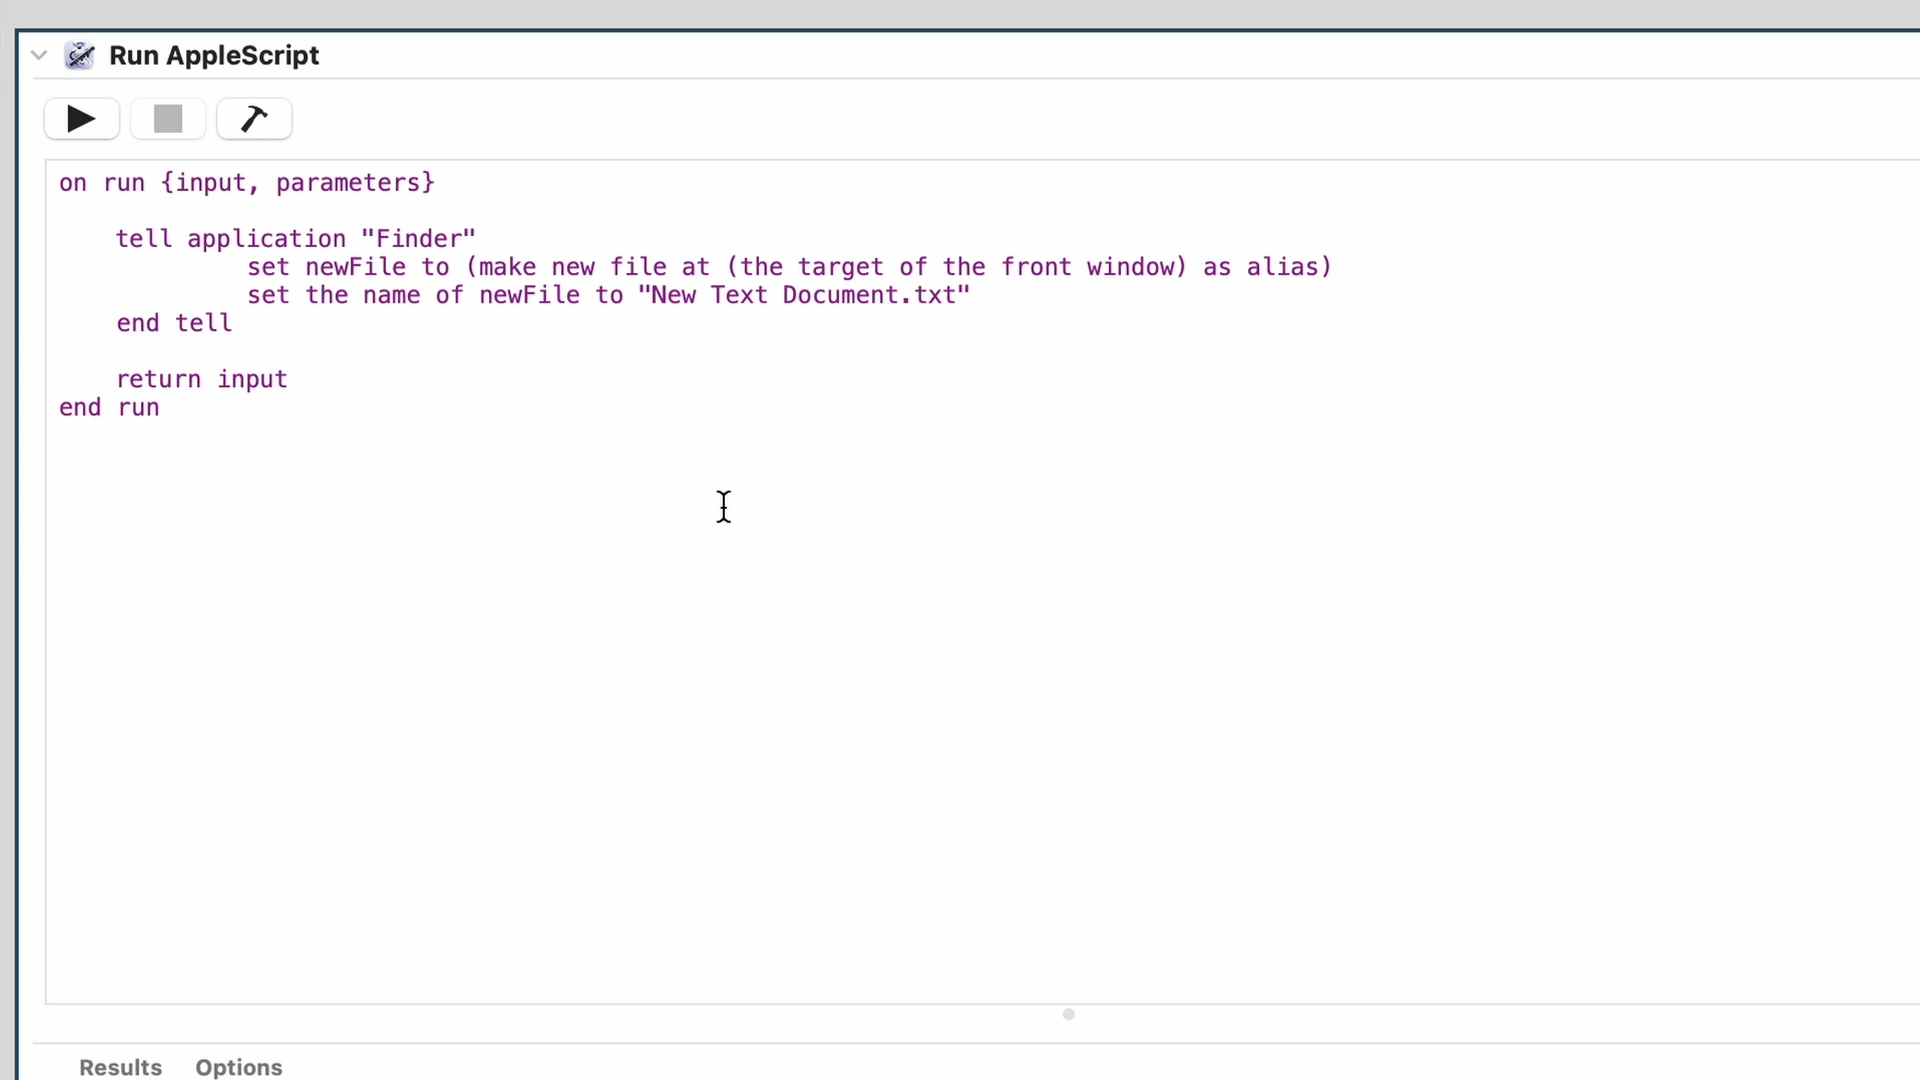 Run AppleScript
on run {input, parameters}
tell application "Finder"
set newFile to (make new file at (the target of the front window) as alias)
set the name of newFile to "New Text Document.txt"
end tell
return input
end run
Results Options